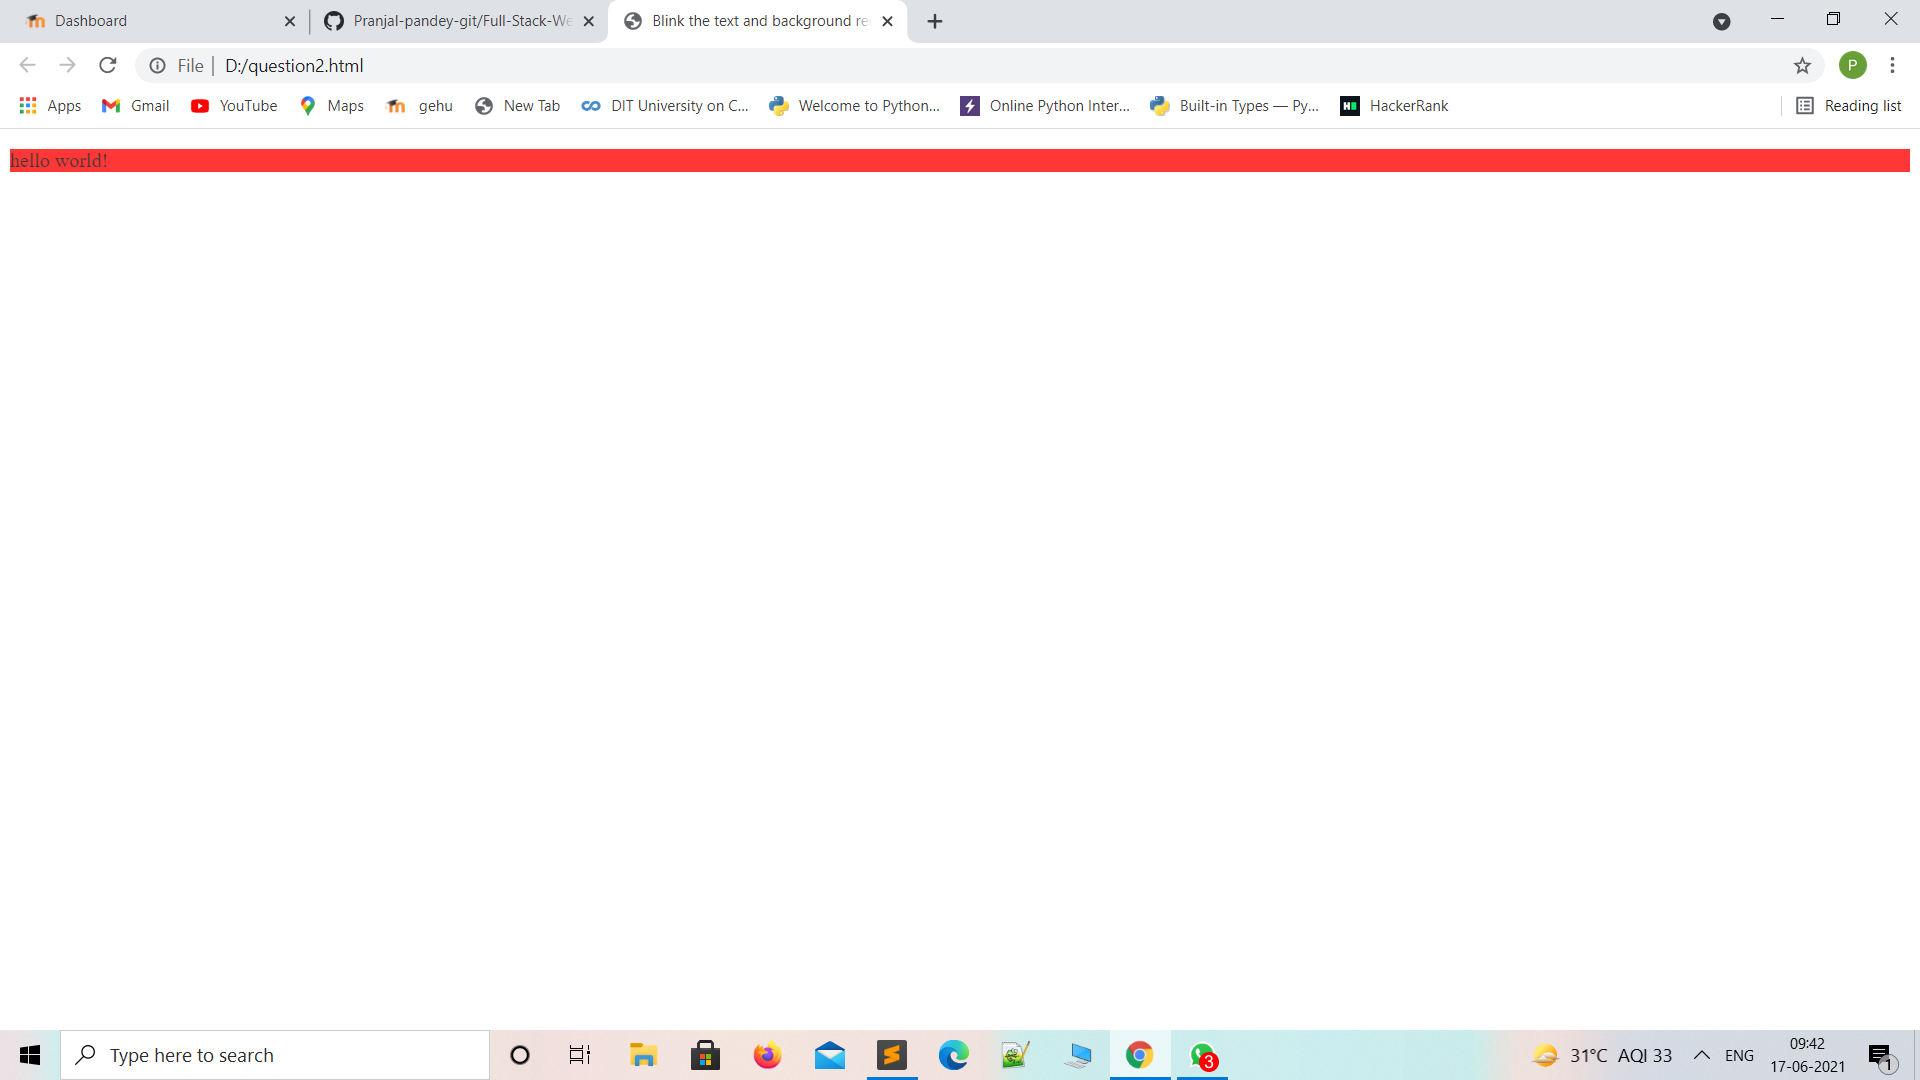 Dashboard
Pranjal-pandey-git/Full-Stack-We
Blink the text and background re
File
D:/question2.html
P
Apps
Gmail
YouTube
Maps
gehu
New Tab
DIT University on C...
Welcome to Python...
Online Python Inter...
Built-in Types — Py...
HackerRank
Reading list
hello world!
Type here to search
3
31°C AQI 33
ENG
09:42
17-06-2021
1